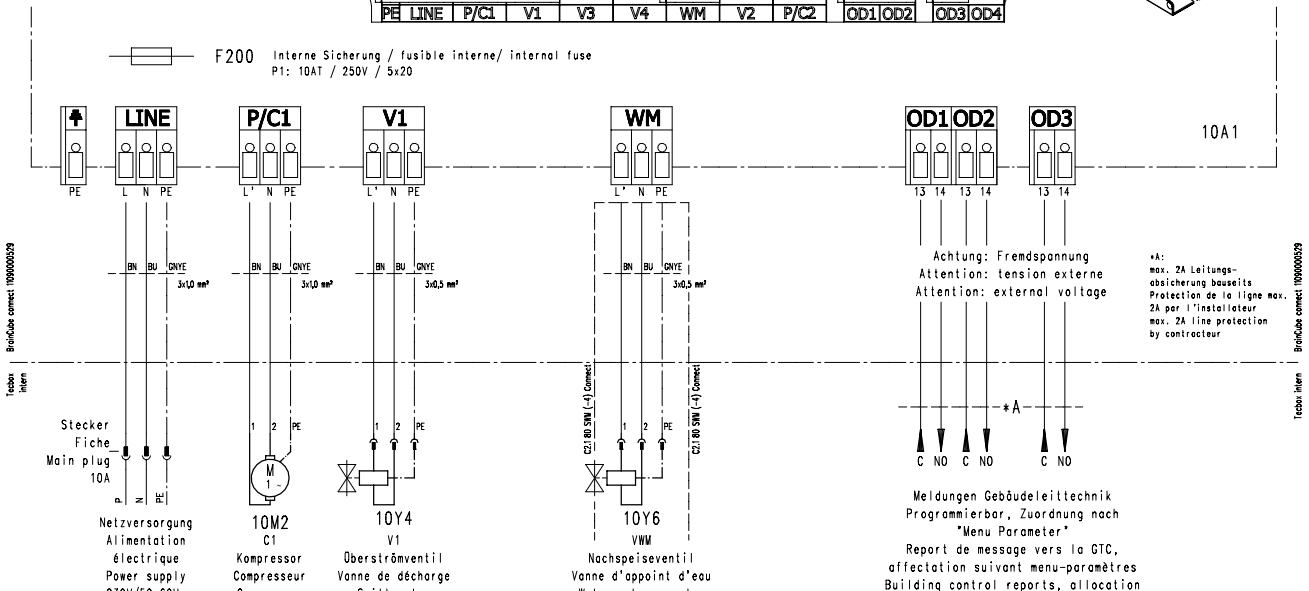 PE LINE P/C1 V1 V3 V4 WM V2 P/C2 OD1 OD2 OD3 OD4
F200 Interne Sicherung / fusible interne/ internal fuse
P1: 10AT / 250V / 5x20
LINE P/C1 V1 WM OD1 OD2 OD3
10A1
PE L N PE L' N PE L' N PE L' N PE 13 14 13 14 13 14
BrainCube connect 11090000529
BN BU GNYE
3x1,0 mm²
BN BU GNYE
3x1,0 mm²
BN BU GNYE
3x0,5 mm²
BN BU GNYE
3x0,5 mm²
Achtung: Fremdspannung
Attention: tension externe
Attention: external voltage
*A:
max. 2A Leitungs-
absicherung bauseits
Protection de la ligne max.
2A par l'installateur
max. 2A line protection
by contracteur
BrainCube connect 11090000529
Tecbox
intern
Tecbox intern
Stecker
Fiche
Main plug
10A
P N PE
1 2 PE
M
1 ~
1 2 PE
C2.1 80 SWM (-4) Connect
1 2 PE
C2.1 80 SWM (-4) Connect
*A
C NO C NO C NO
Netzversorgung
Alimentation
électrique
Power supply
230V/50-60Hz
10M2
C1
Kompressor
Compresseur
10Y4
V1
Überströmventil
Vanne de décharge
10Y6
VWM
Nachspeiseventil
Vanne d'appoint d'eau
Meldungen Gebäudeleittechnik
Programmierbar, Zuordnung nach
"Menu Parameter"
Report de message vers la GTC,
affectation suivant menu-paramètres
Building control reports, allocation